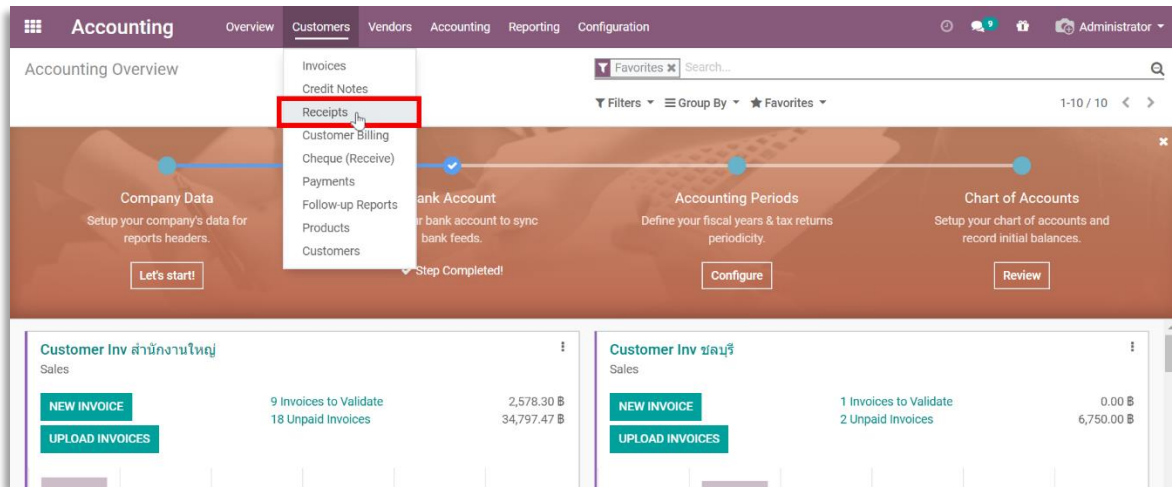 Accounting Overview Customers Vendors Accounting Reporting Configuration 9 Administrator
Accounting Overview
Favorites Search...
Filters Group By Favorites 1-10 / 10
Invoices
Credit Notes
Receipts
Customer Billing
Cheque (Receive)
Payments
Follow-up Reports
Products
Customers
Company Data
Setup your company's data for
reports headers.
Let's start!
ank Account
bank account to sync
bank feeds.
Step Completed!
Accounting Periods
Define your fiscal years & tax returns
periodicity.
Configure
Chart of Accounts
Setup your chart of accounts and
record initial balances.
Review
Customer Inv สำนักงานใหญ่
Sales
NEW INVOICE
UPLOAD INVOICES
9 Invoices to Validate 2,578.30 ฿
18 Unpaid Invoices 34,797.47 ฿
Customer Inv ชลบุรี
Sales
NEW INVOICE
UPLOAD INVOICES
1 Invoices to Validate 0.00 ฿
2 Unpaid Invoices 6,750.00 ฿